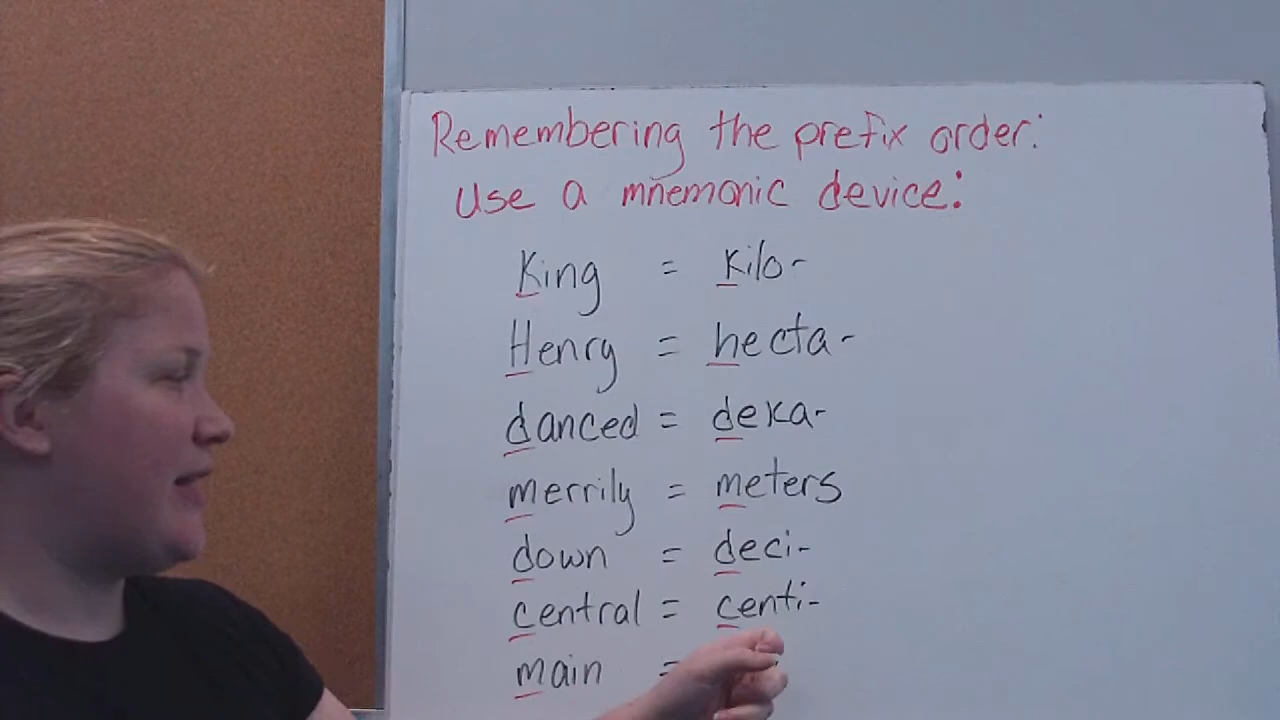 Remembering the prefix order:
use a mnemonic device:
King = kilo-
Henry = hecta-
danced = deka-
merrily = meters
down = deci-
central = centi-
main =